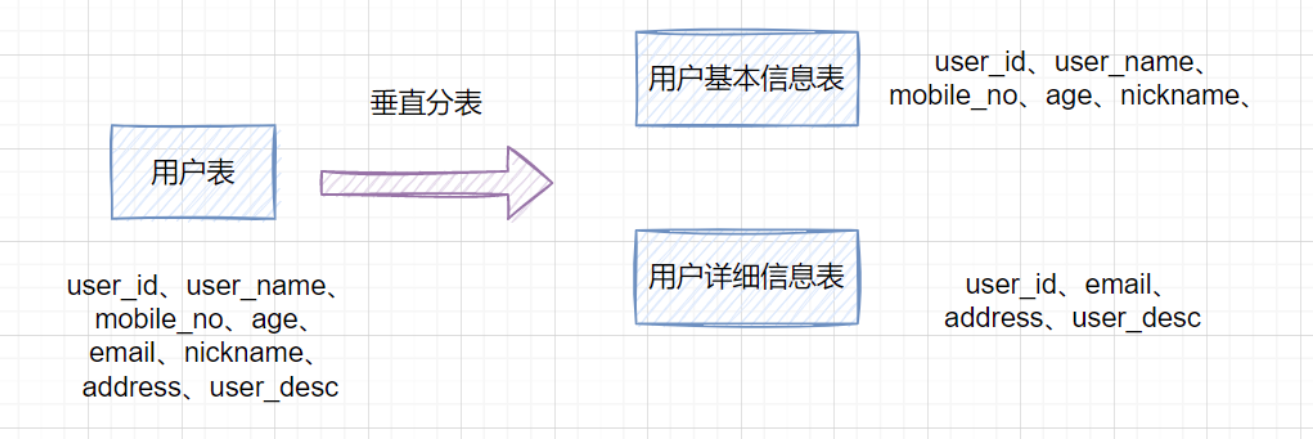 用户表
user_id、user_name、
mobile_no、age、
email、nickname、
address、user_desc
垂直分表
用户基本信息表
user_id、user_name、
mobile_no、age、nickname、
用户详细信息表
user_id、email、
address、user_desc